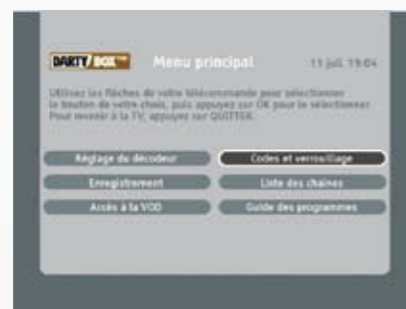 DARTY BOX Menu principal 11 juil. 19:04
Utilisez les flèches de votre télécommande pour sélectionner
le bouton de votre choix, puis appuyez sur OK pour le sélectionner.
Pour revenir à la TV, appuyez sur QUITTER.
Réglage du décodeur Codes et verrouillage
Enregistrement Liste des chaînes
Accès à la VOD Guide des programmes